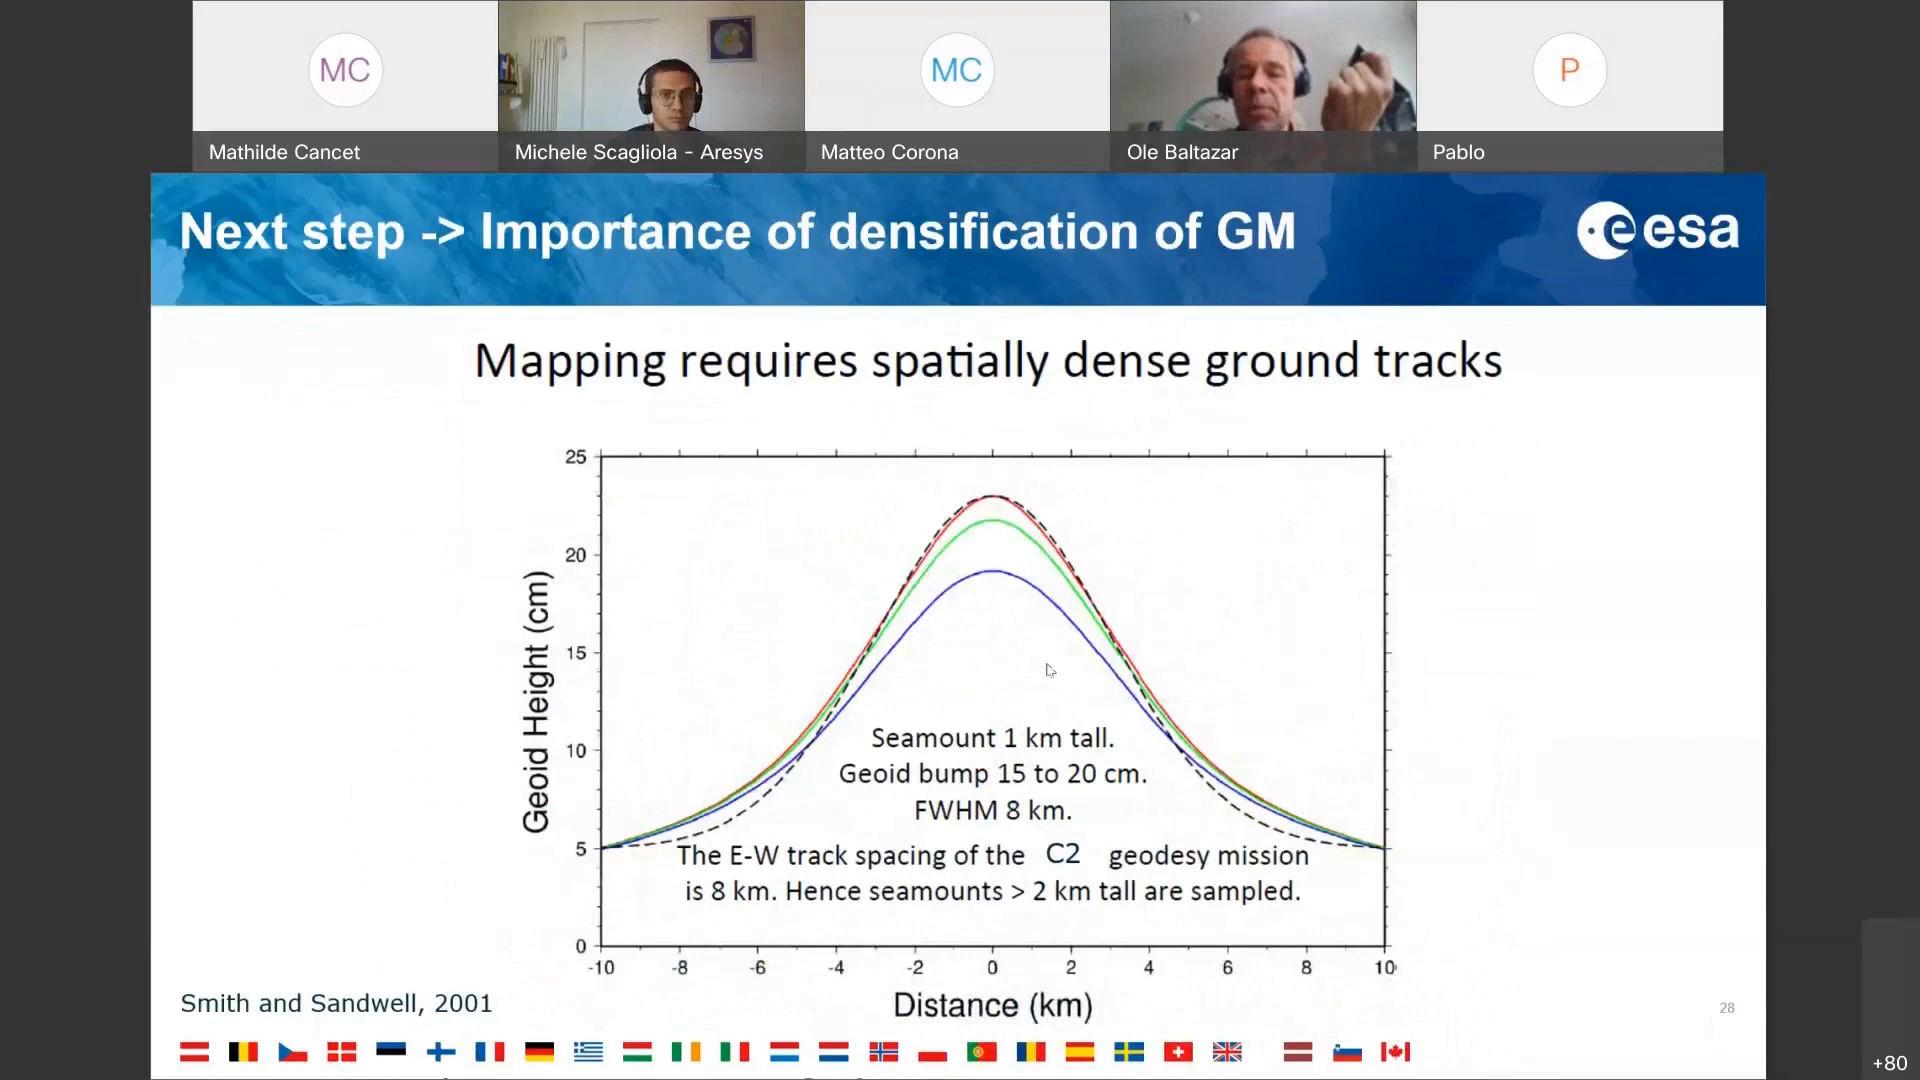 MC
MC
P
Mathilde Cancet
Michele Scagliola - Aresys
Matteo Corona
Ole Baltazar
Pablo
Next step -> Importance of densification of GM
esa
Mapping requires spatially dense ground tracks
25
20
15
10
5
0
Geoid Height (cm)
Seamount 1 km tall.
Geoid bump 15 to 20 cm.
FWHM 8 km.
The E-W track spacing of the C2 geodesy mission
is 8 km. Hence seamounts > 2 km tall are sampled.
-10 -8 -6 -4 -2 0 2 4 6 8 10
Distance (km)
Smith and Sandwell, 2001
28
+80